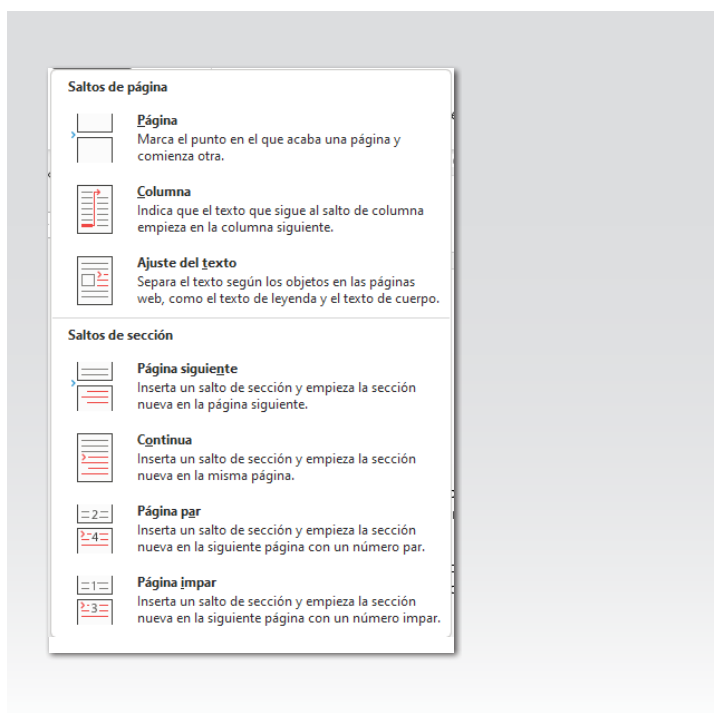 Saltos de página
Página
Marca el punto en el que acaba una página y
comienza otra.
Columna
Indica que el texto que sigue al salto de columna
empieza en la columna siguiente.
Ajuste del texto
Separa el texto según los objetos en las páginas
web, como el texto de leyenda y el texto de cuerpo.
Saltos de sección
Página siguiente
Inserta un salto de sección y empieza la sección
nueva en la página siguiente.
Continua
Inserta un salto de sección y empieza la sección
nueva en la misma página.
2
4
Página par
Inserta un salto de sección y empieza la sección
nueva en la siguiente página con un número par.
1
3
Página impar
Inserta un salto de sección y empieza la sección
nueva en la siguiente página con un número impar.